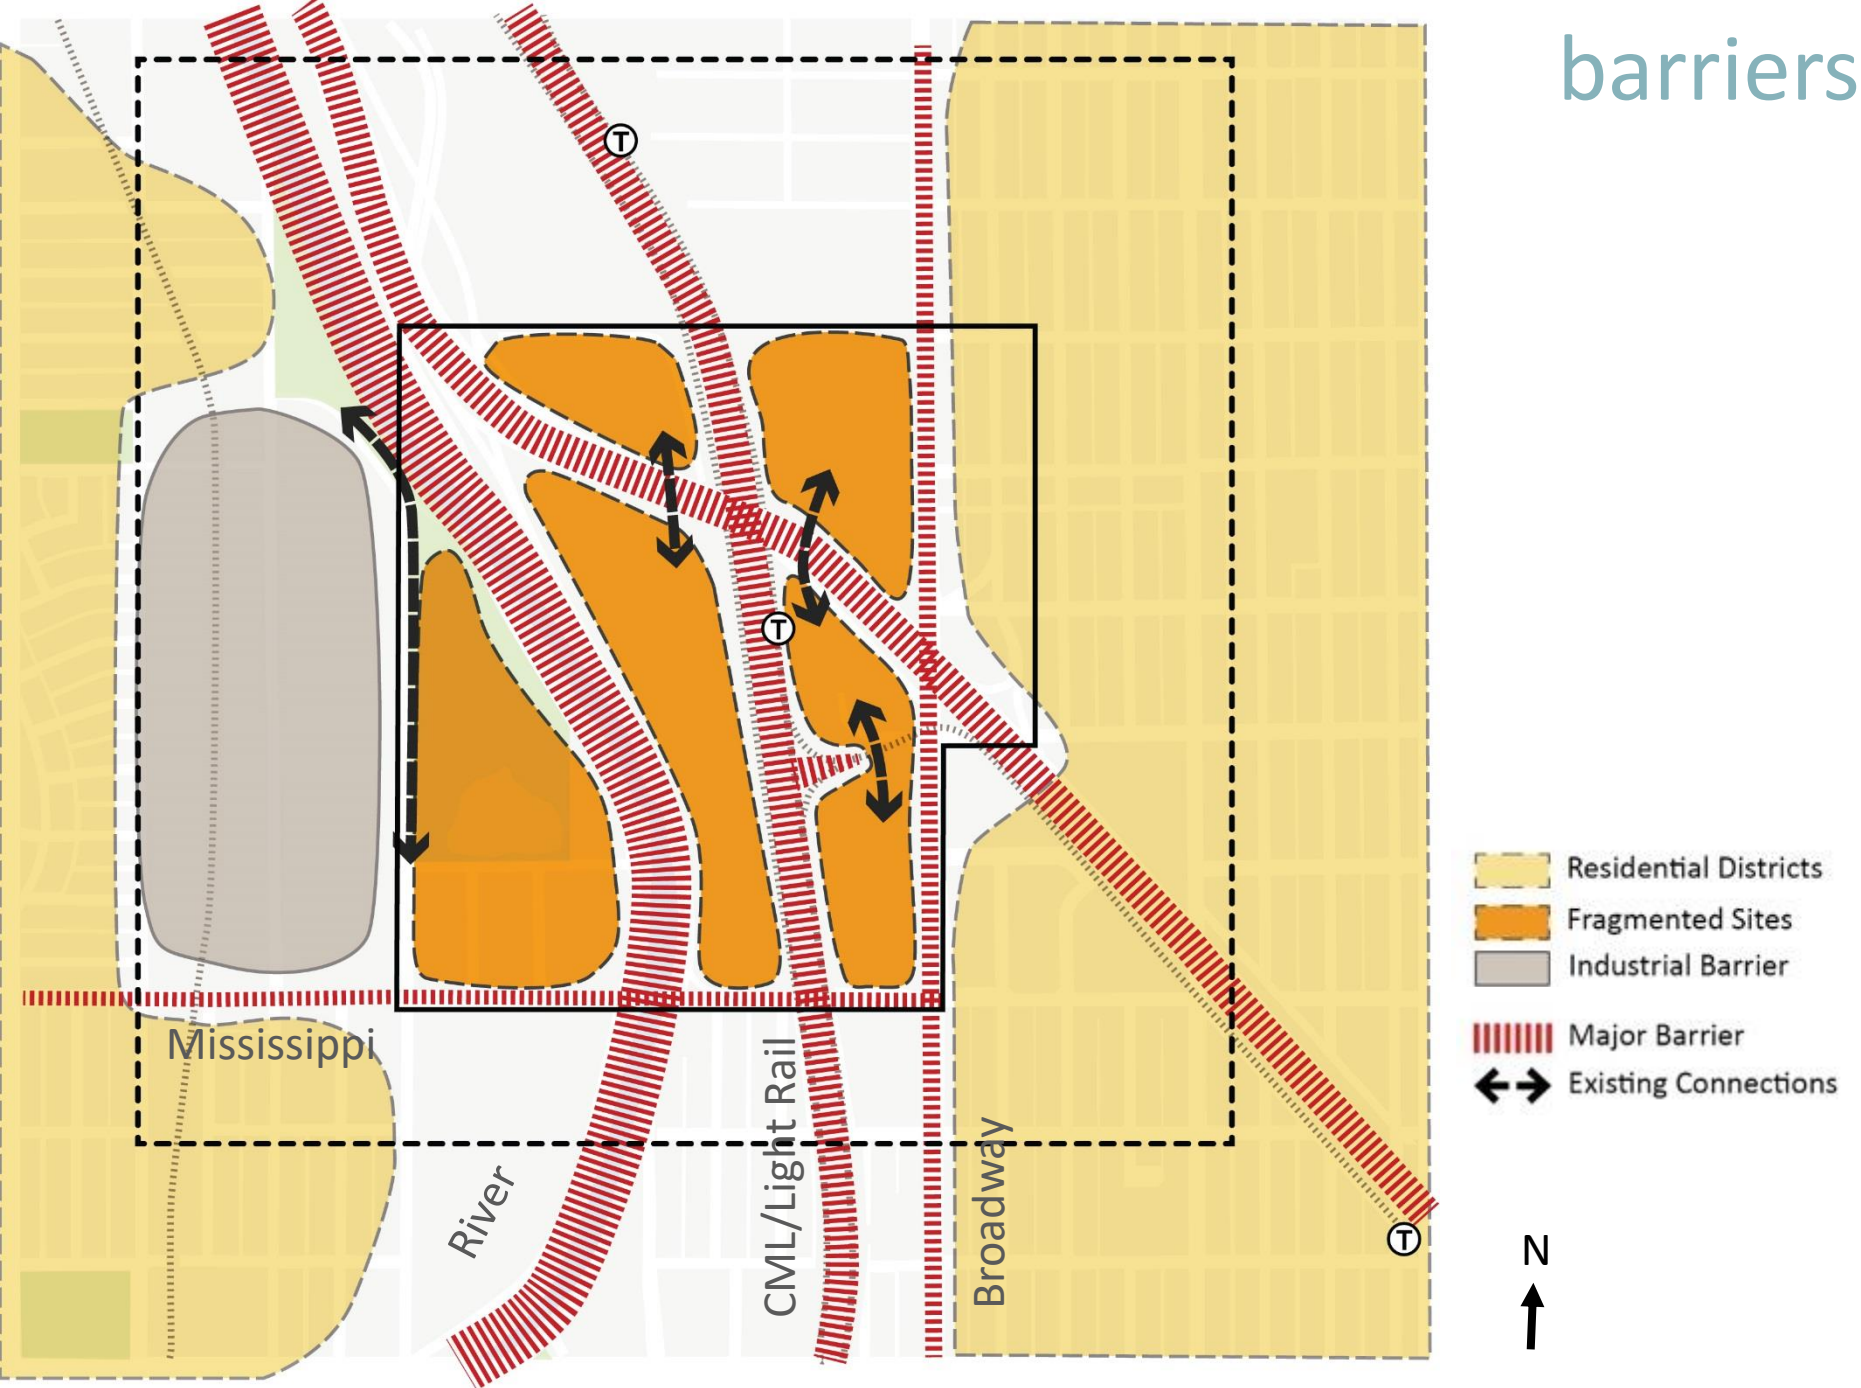 barriers
T
T
Residential Districts
Fragmented Sites
Industrial Barrier
Mississippi
Major Barrier
Existing Connections
River
CML/Light Rail
Broadway
T
N